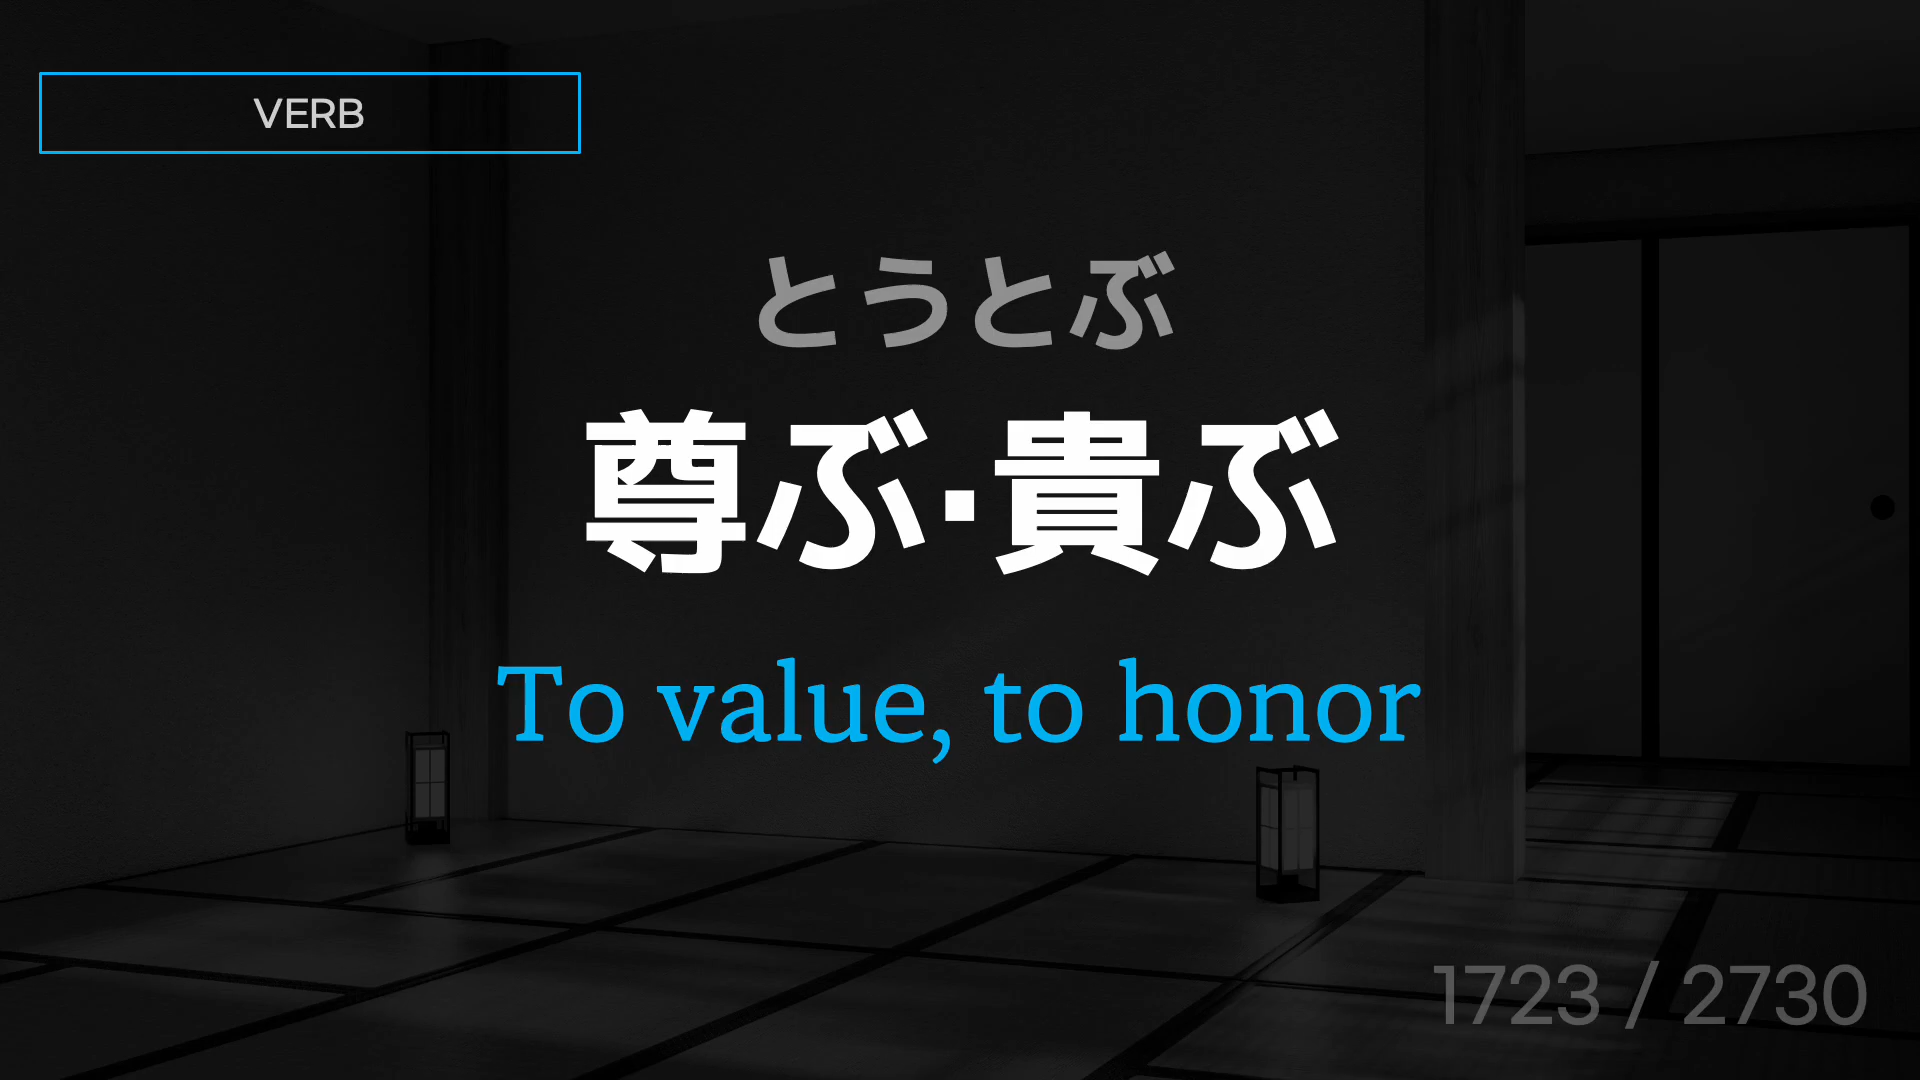 VERB
とうとぶ
尊ぶ·貴ぶ
To value, to honor
1723 / 2730